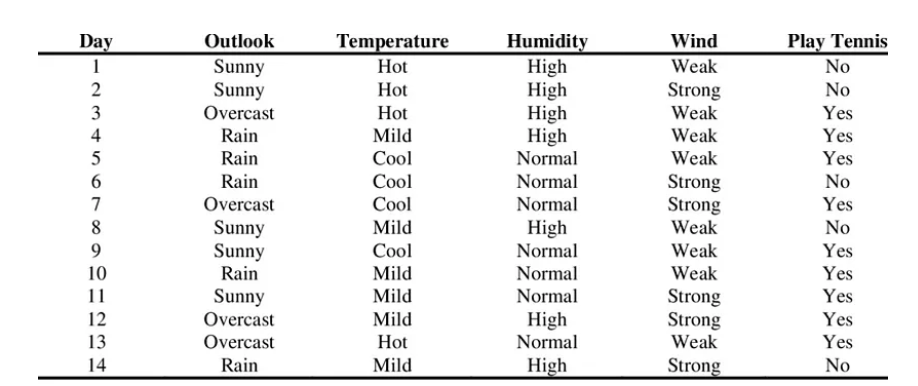 Day Outlook Temperature Humidity Wind Play Tennis
1 Sunny Hot High Weak No
2 Sunny Hot High Strong No
3 Overcast Hot High Weak Yes
4 Rain Mild High Weak Yes
5 Rain Cool Normal Weak Yes
6 Rain Cool Normal Strong No
7 Overcast Cool Normal Strong Yes
8 Sunny Mild High Weak No
9 Sunny Cool Normal Weak Yes
10 Rain Mild Normal Weak Yes
11 Sunny Mild Normal Strong Yes
12 Overcast Mild High Strong Yes
13 Overcast Hot Normal Weak Yes
14 Rain Mild High Strong No